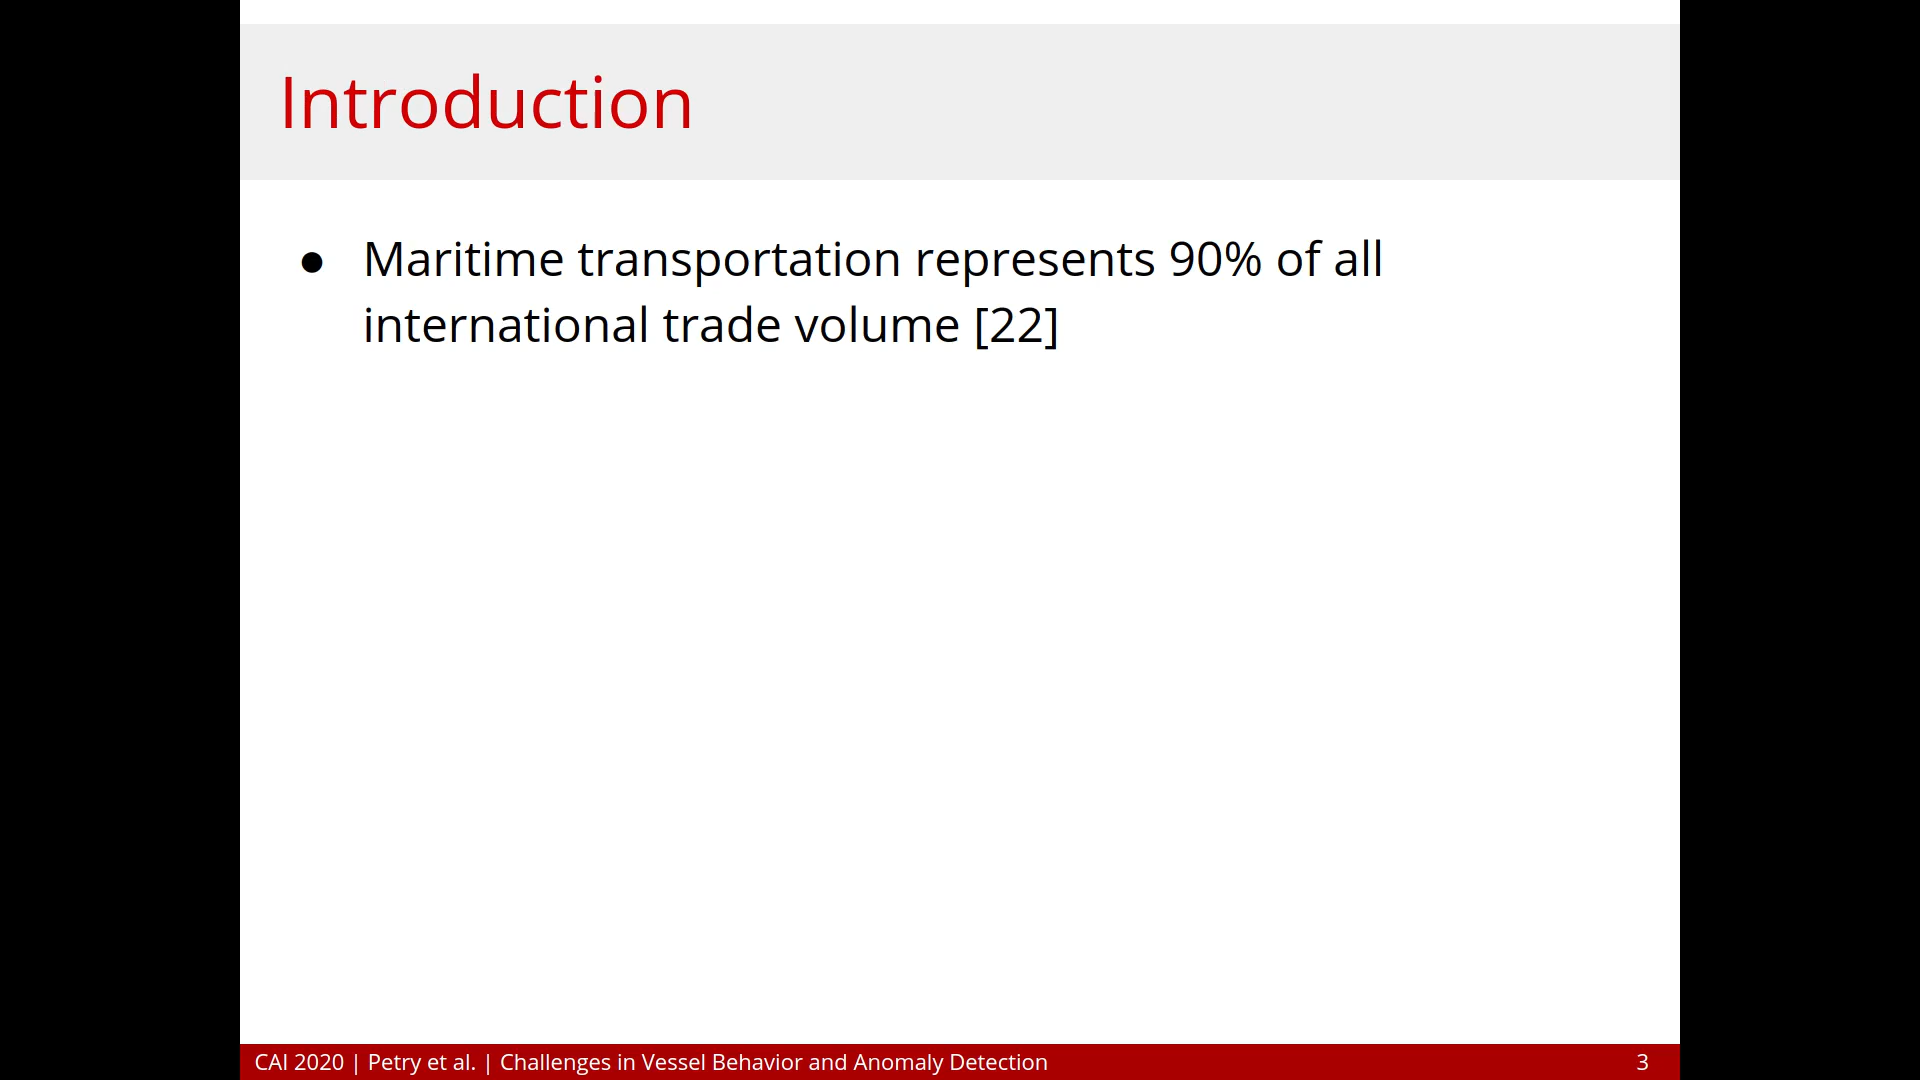 Introduction
● Maritime transportation represents 90% of all
international trade volume [22]
CAI 2020 | Petry et al. | Challenges in Vessel Behavior and Anomaly Detection 3